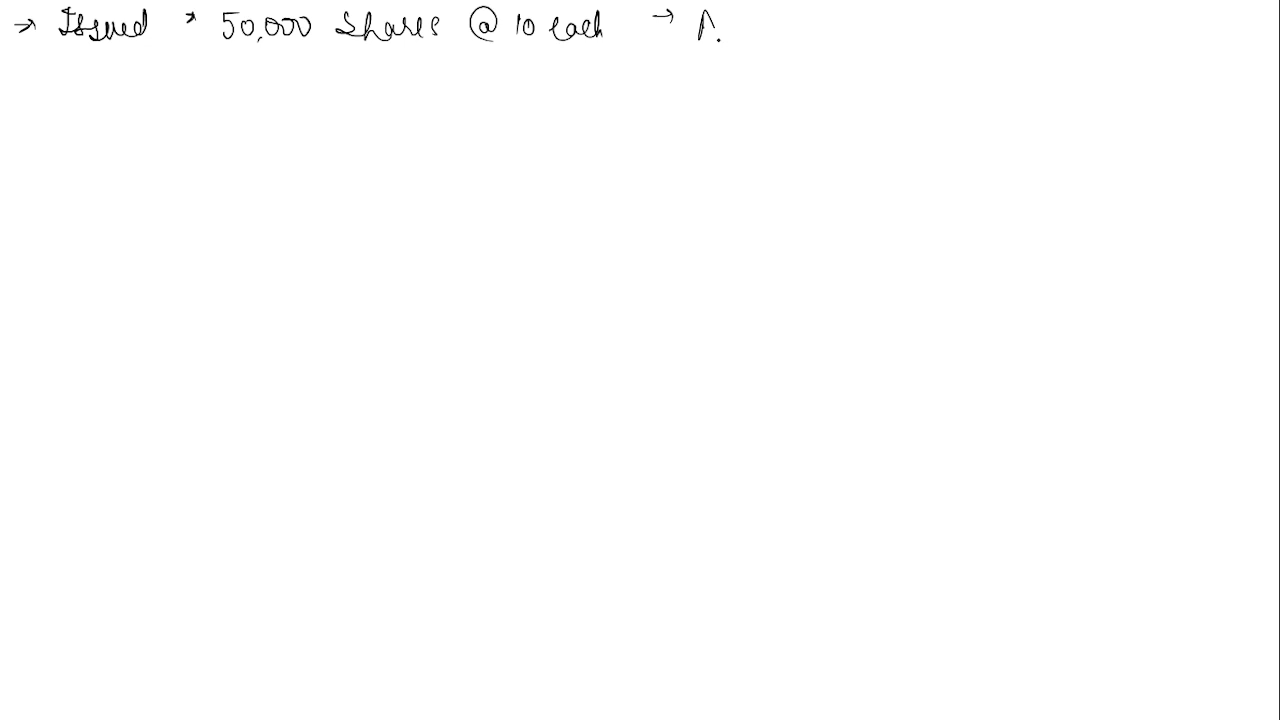 → Issued * 50,000 shares @ 10 each →